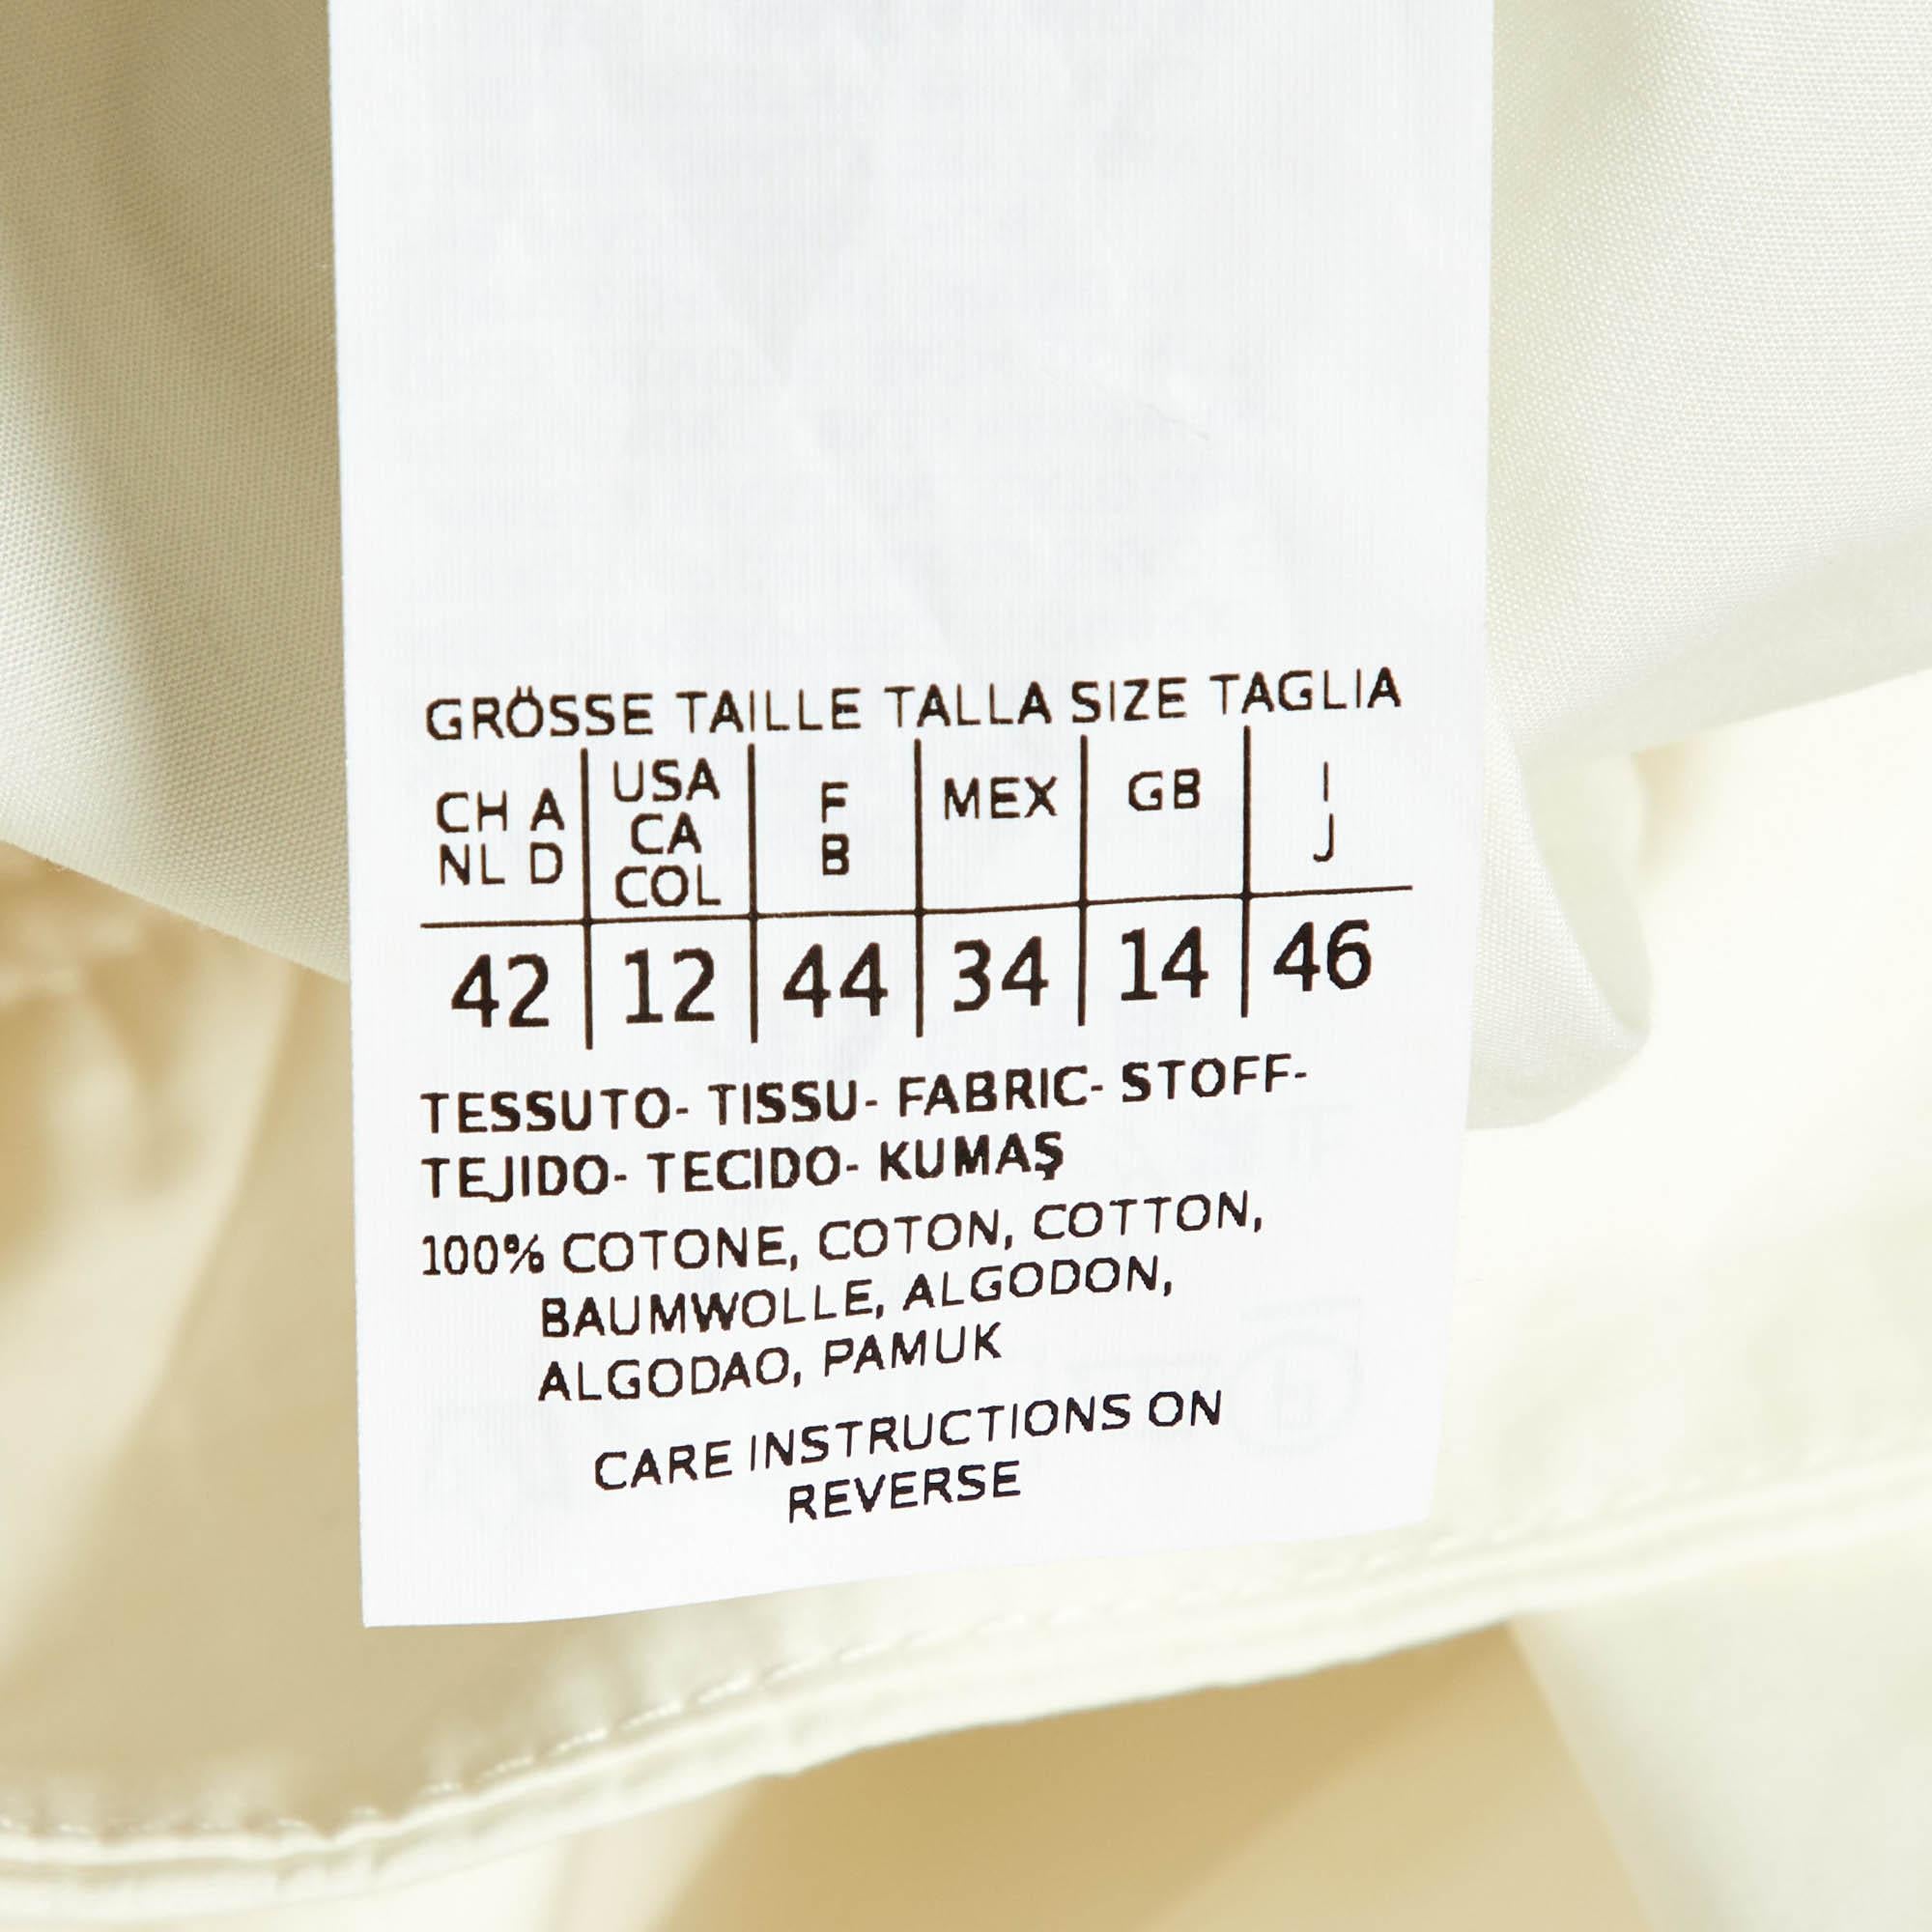 GRÖSSE TAILLE TALLA SIZE TAGLIA
CH A USA F MEX GB I
NL D CA B J
COL
42 12 44 34 14 46
TESSUTO- TISSU- FABRIC- STOFF-
TEJIDO- TECIDO- KUMAŞ
100% COTONE, COTON, COTTON,
BAUMWOLLE, ALGODON,
ALGODAO, PAMUK
CARE INSTRUCTIONS ON
REVERSE